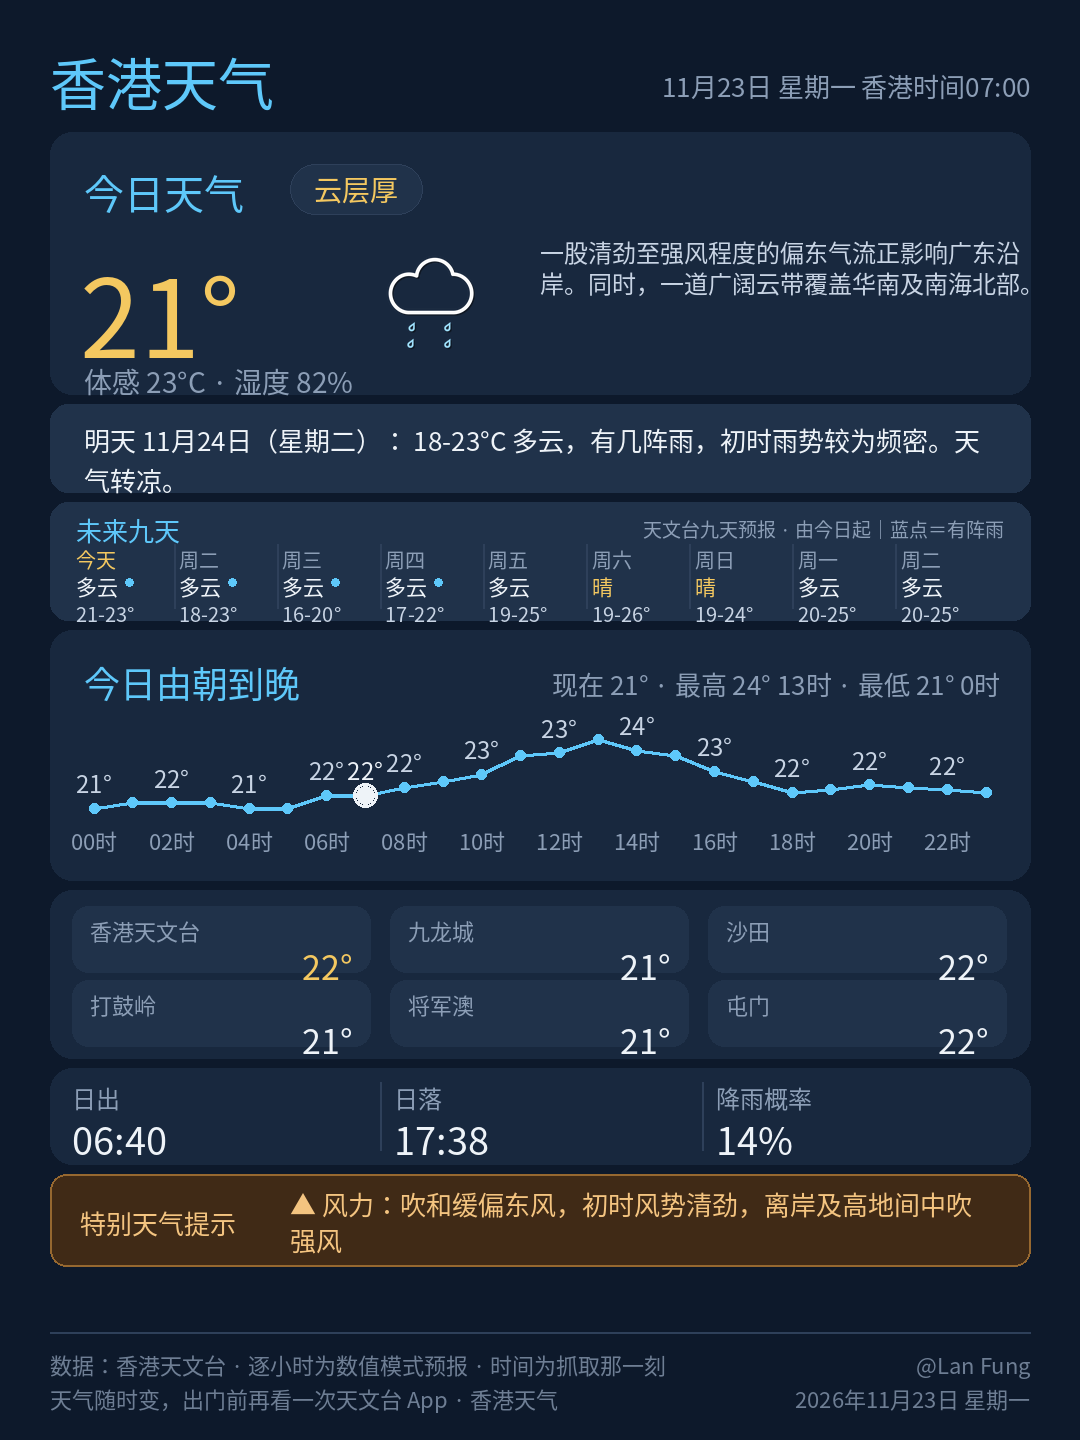 香港天气
11月23日 星期一 香港时间07:00
今日天气
云层厚
一股清劲至强风程度的偏东气流正影响广东沿
岸。同时，一道广阔云带覆盖华南及南海北部。
21°
体感 23°C · 湿度 82%
明天 11月24日（星期二）：18-23°C 多云，有几阵雨，初时雨势较为频密。天
气转凉。
未来九天
天文台九天预报 · 由今日起｜蓝点＝有阵雨
今天 周二 周三 周四 周五 周六 周日 周一 周二
多云 多云 多云 多云 多云 晴 晴 多云 多云
21-23° 18-23° 16-20° 17-22° 19-25° 19-26° 19-24° 20-25° 20-25°
今日由朝到晚
现在 21° · 最高 24° 13时 · 最低 21° 0时
21° 22° 21° 22° 22° 22° 23° 23° 24° 23° 22° 22° 22°
00时 02时 04时 06时 08时 10时 12时 14时 16时 18时 20时 22时
香港天文台 九龙城 沙田
22° 21° 22°
打鼓岭 将军澳 屯门
21° 21° 22°
日出 日落 降雨概率
06:40 17:38 14%
特别天气提示
▲ 风力：吹和缓偏东风，初时风势清劲，离岸及高地间中吹
强风
数据：香港天文台 · 逐小时为数值模式预报 · 时间为抓取那一刻
@Lan Fung
天气随时变，出门前再看一次天文台 App · 香港天气
2026年11月23日 星期一